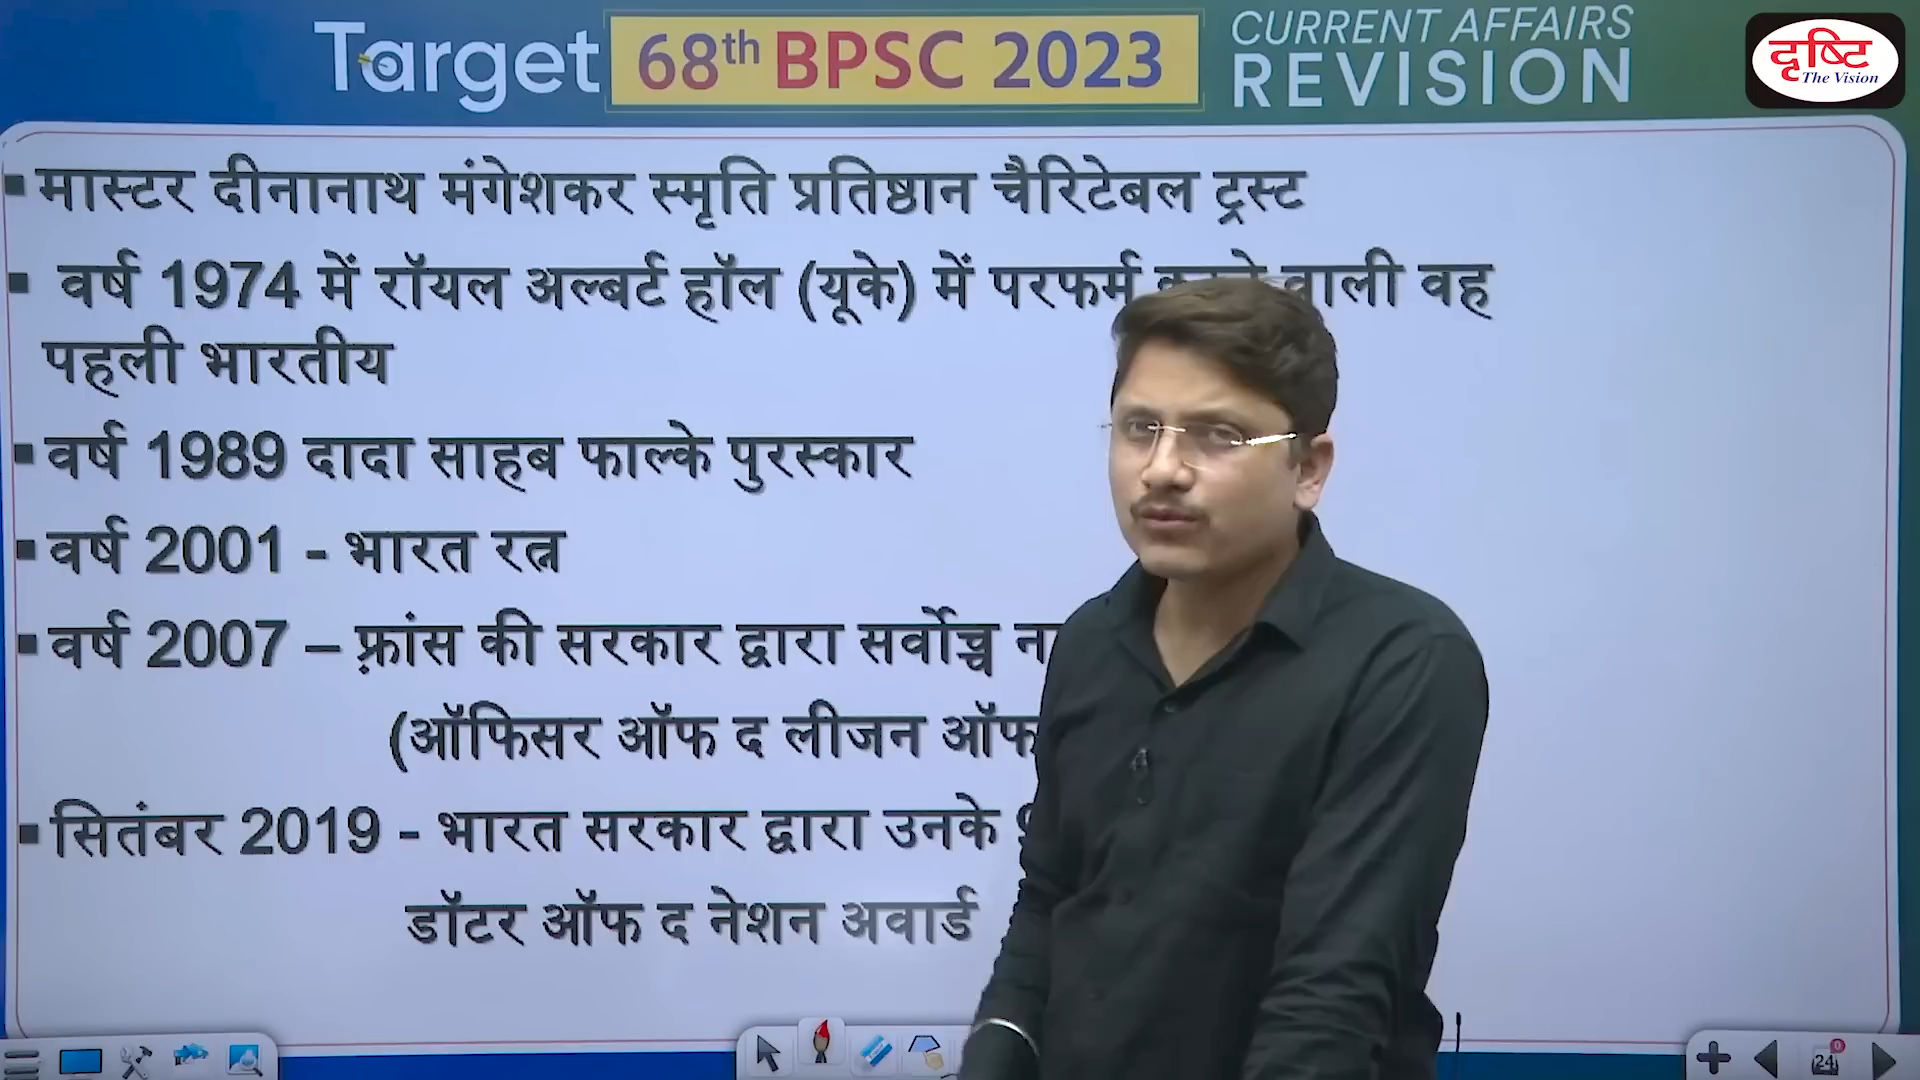 Target 68th BPSC 2023 CURRENT AFFAIRS
REVISION
दृष्टि
The Vision
मास्टर दीनानाथ मंगेशकर स्मृति प्रतिष्ठान चैरिटेबल ट्रस्ट
वर्ष 1974 में रॉयल अल्बर्ट हॉल (यूके) में परफर्म वाली वह
पहली भारतीय
वर्ष 1989 दादा साहब फाल्के पुरस्कार
वर्ष 2001 - भारत रत्न
वर्ष 2007 – फ़्रांस की सरकार द्वारा सर्वोच्च
(ऑफिसर ऑफ द लीजन ऑफ
सितंबर 2019 - भारत सरकार द्वारा उनके
डॉटर ऑफ द नेशन अवार्ड
24
0